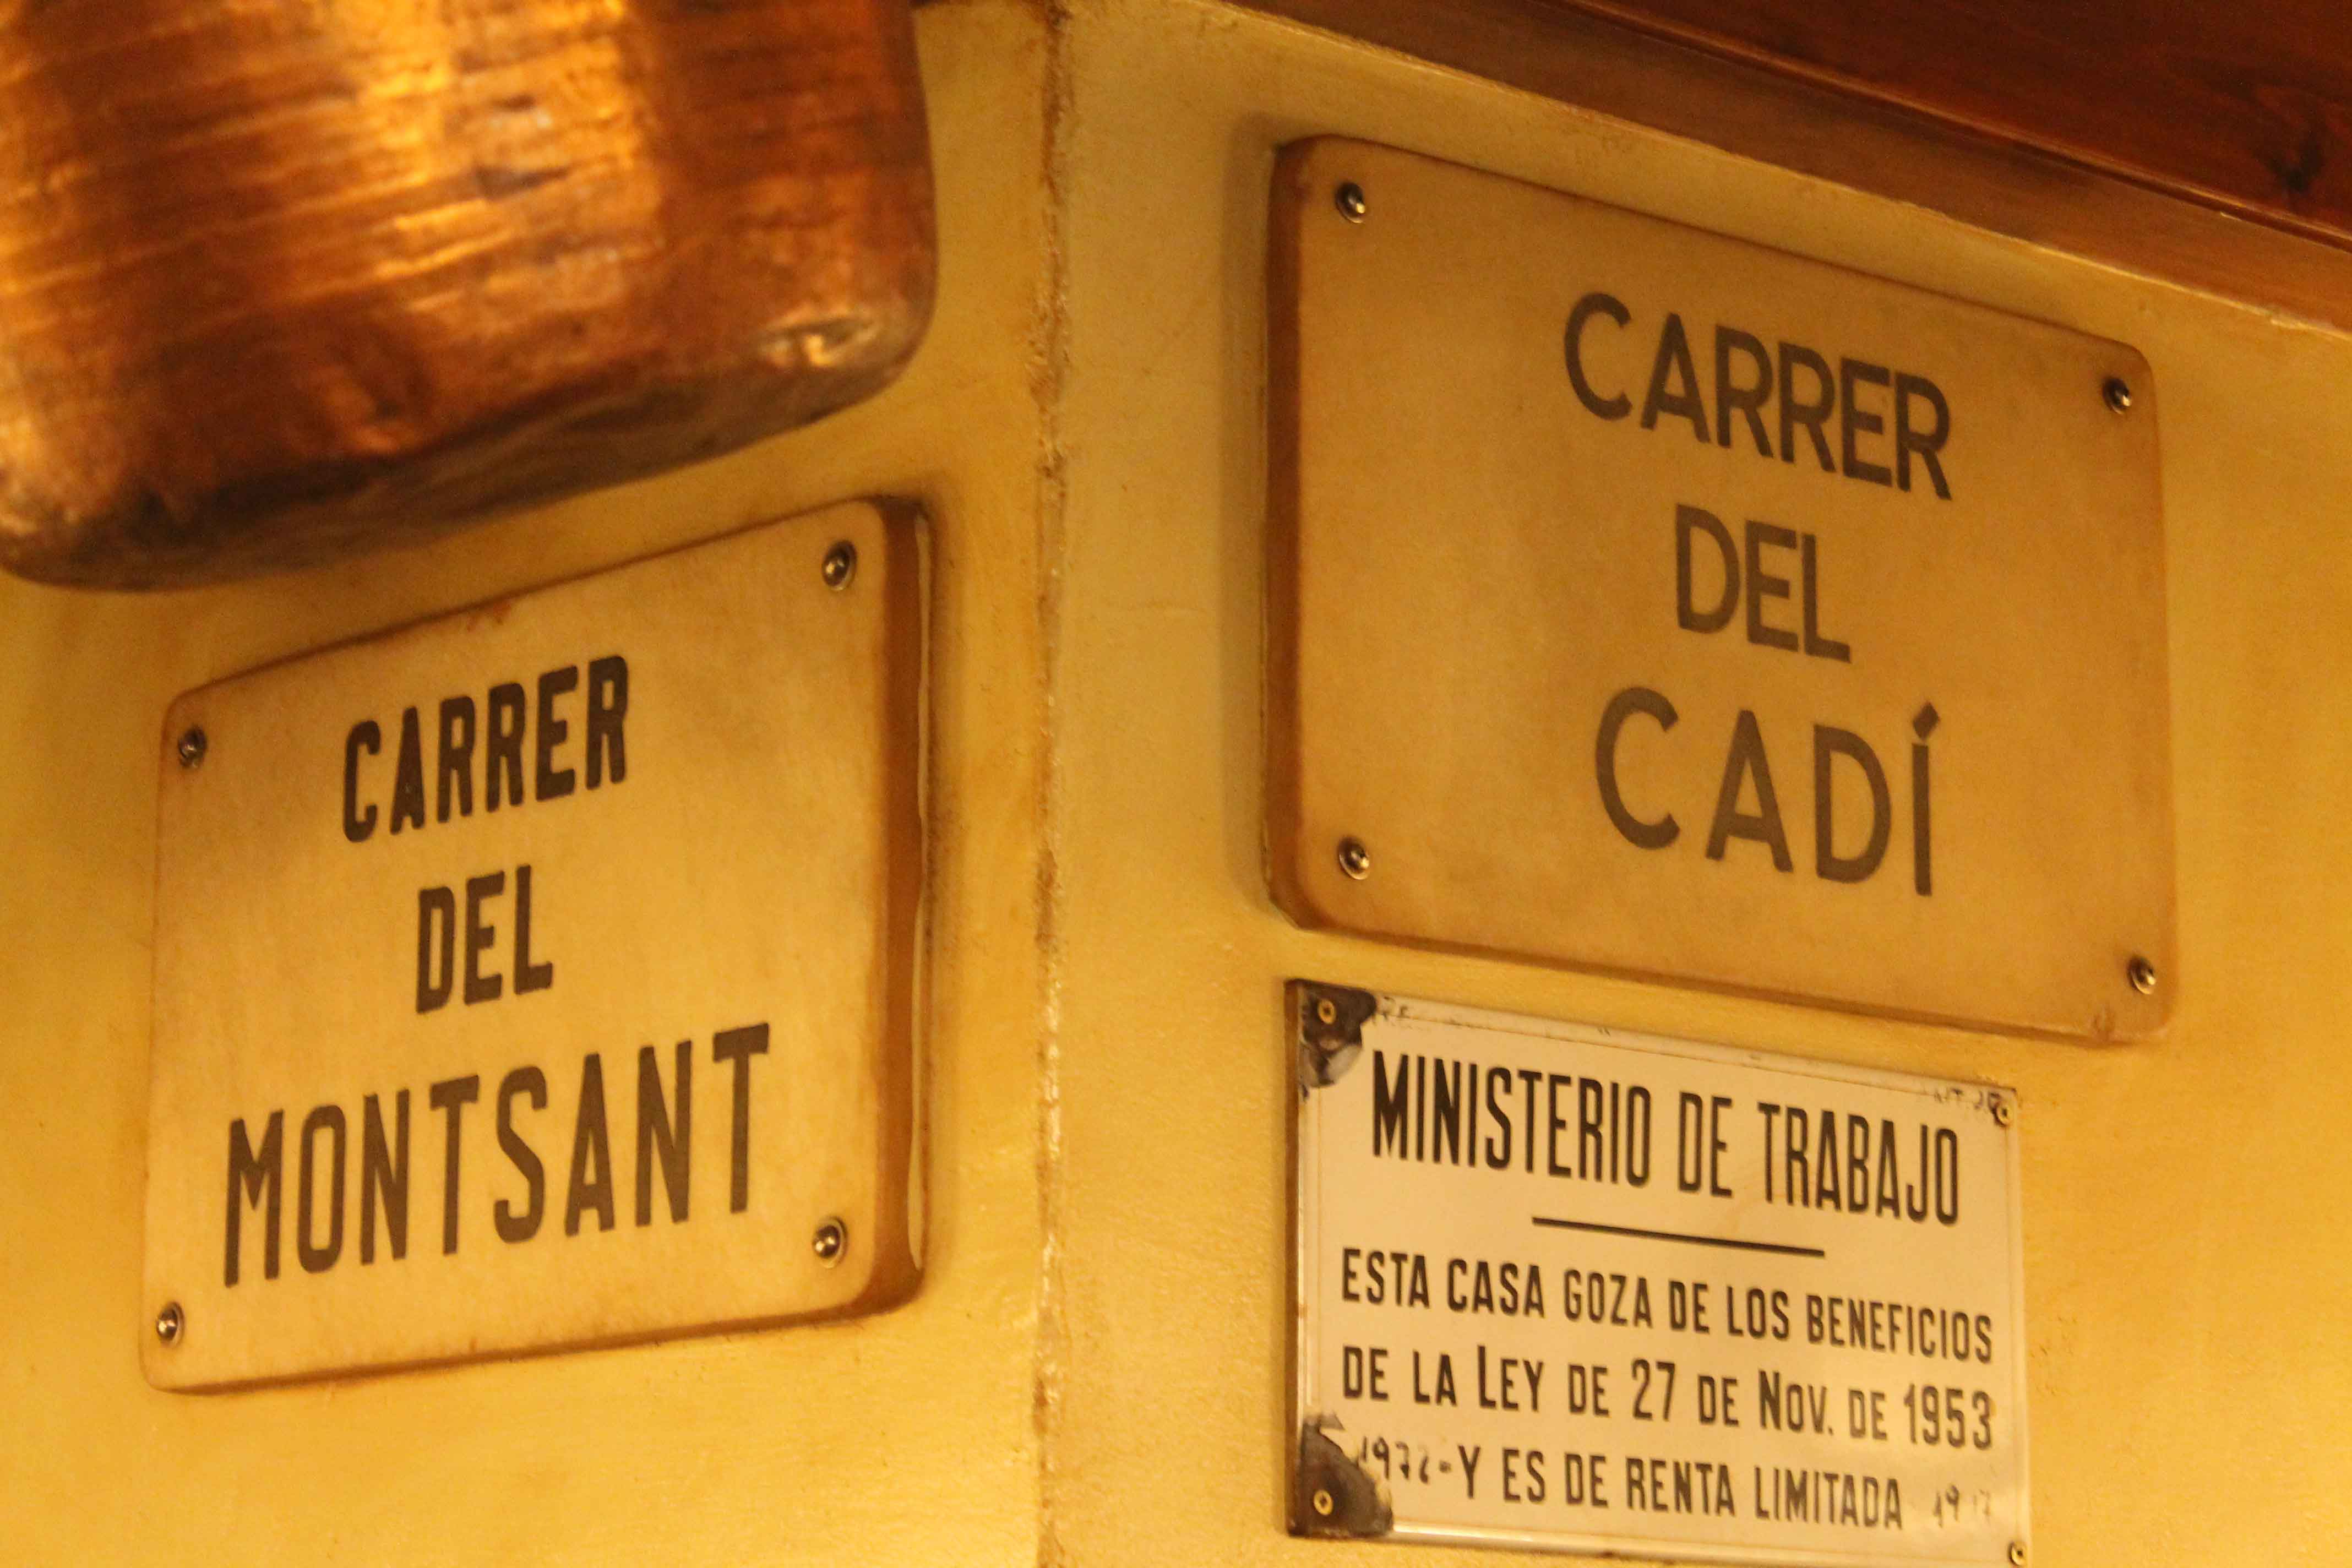 CARRER
DEL
MONTSANT
CARRER
DEL
CADÍ
MINISTERIO DE TRABAJO
ESTA CASA GOZA DE LOS BENEFICIOS
DE LA LEY DE 27 DE NOV. DE 1953
Y ES DE RENTA LIMITADA